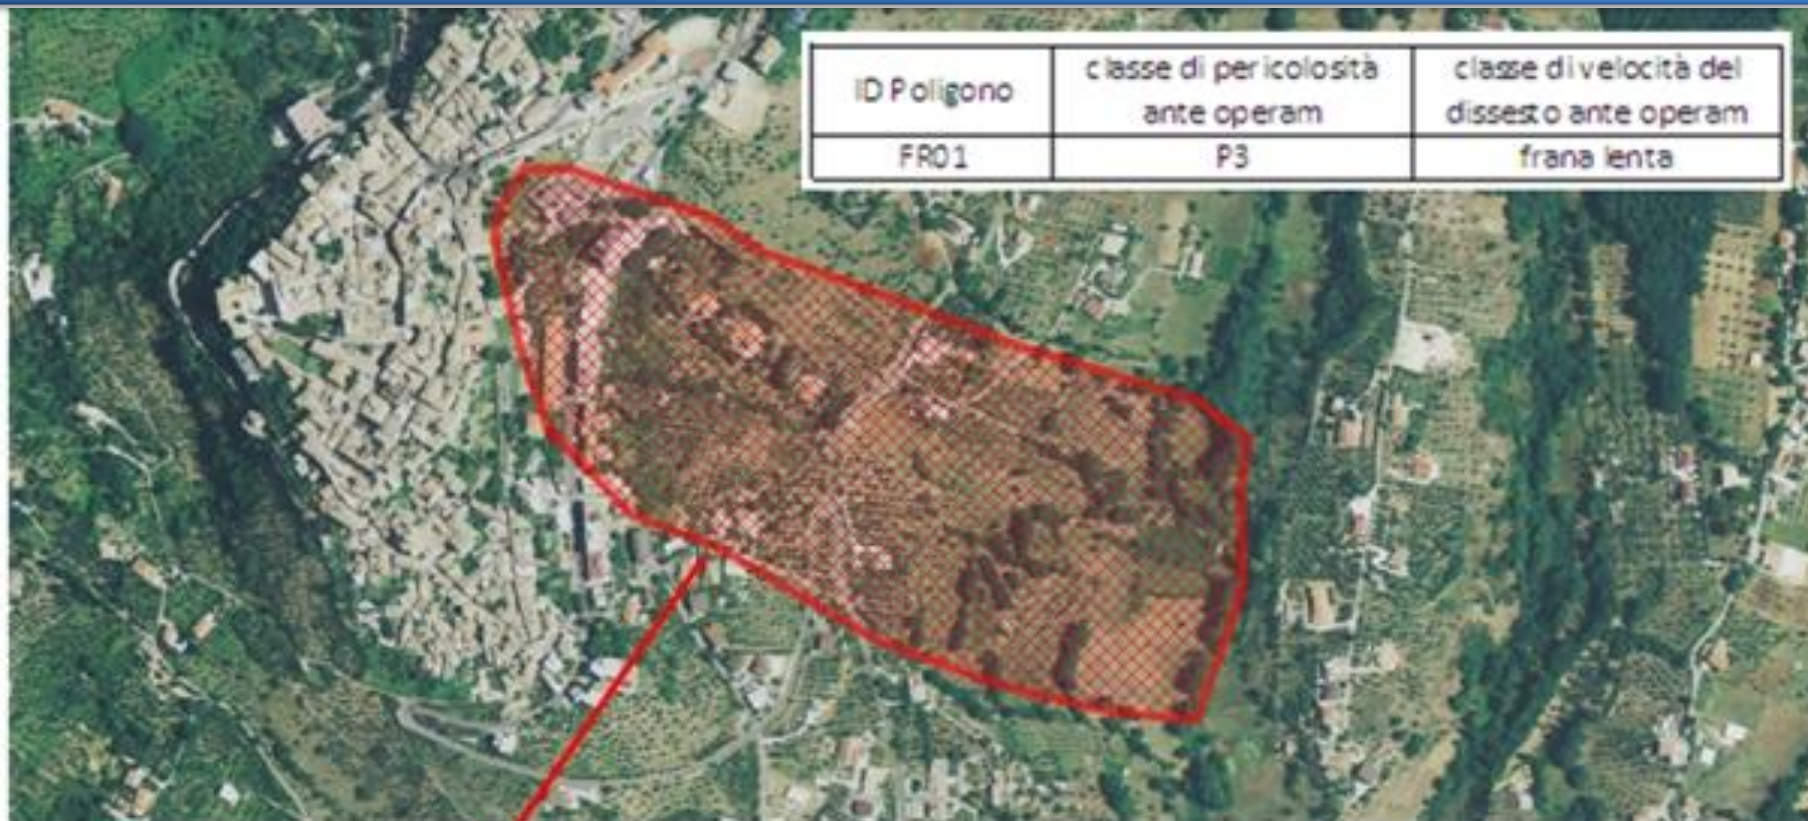 ID Poligono
classe di pericolosità
ante operam
classe di velocità del
dissesto ante operam
FR01
P3
frana lenta